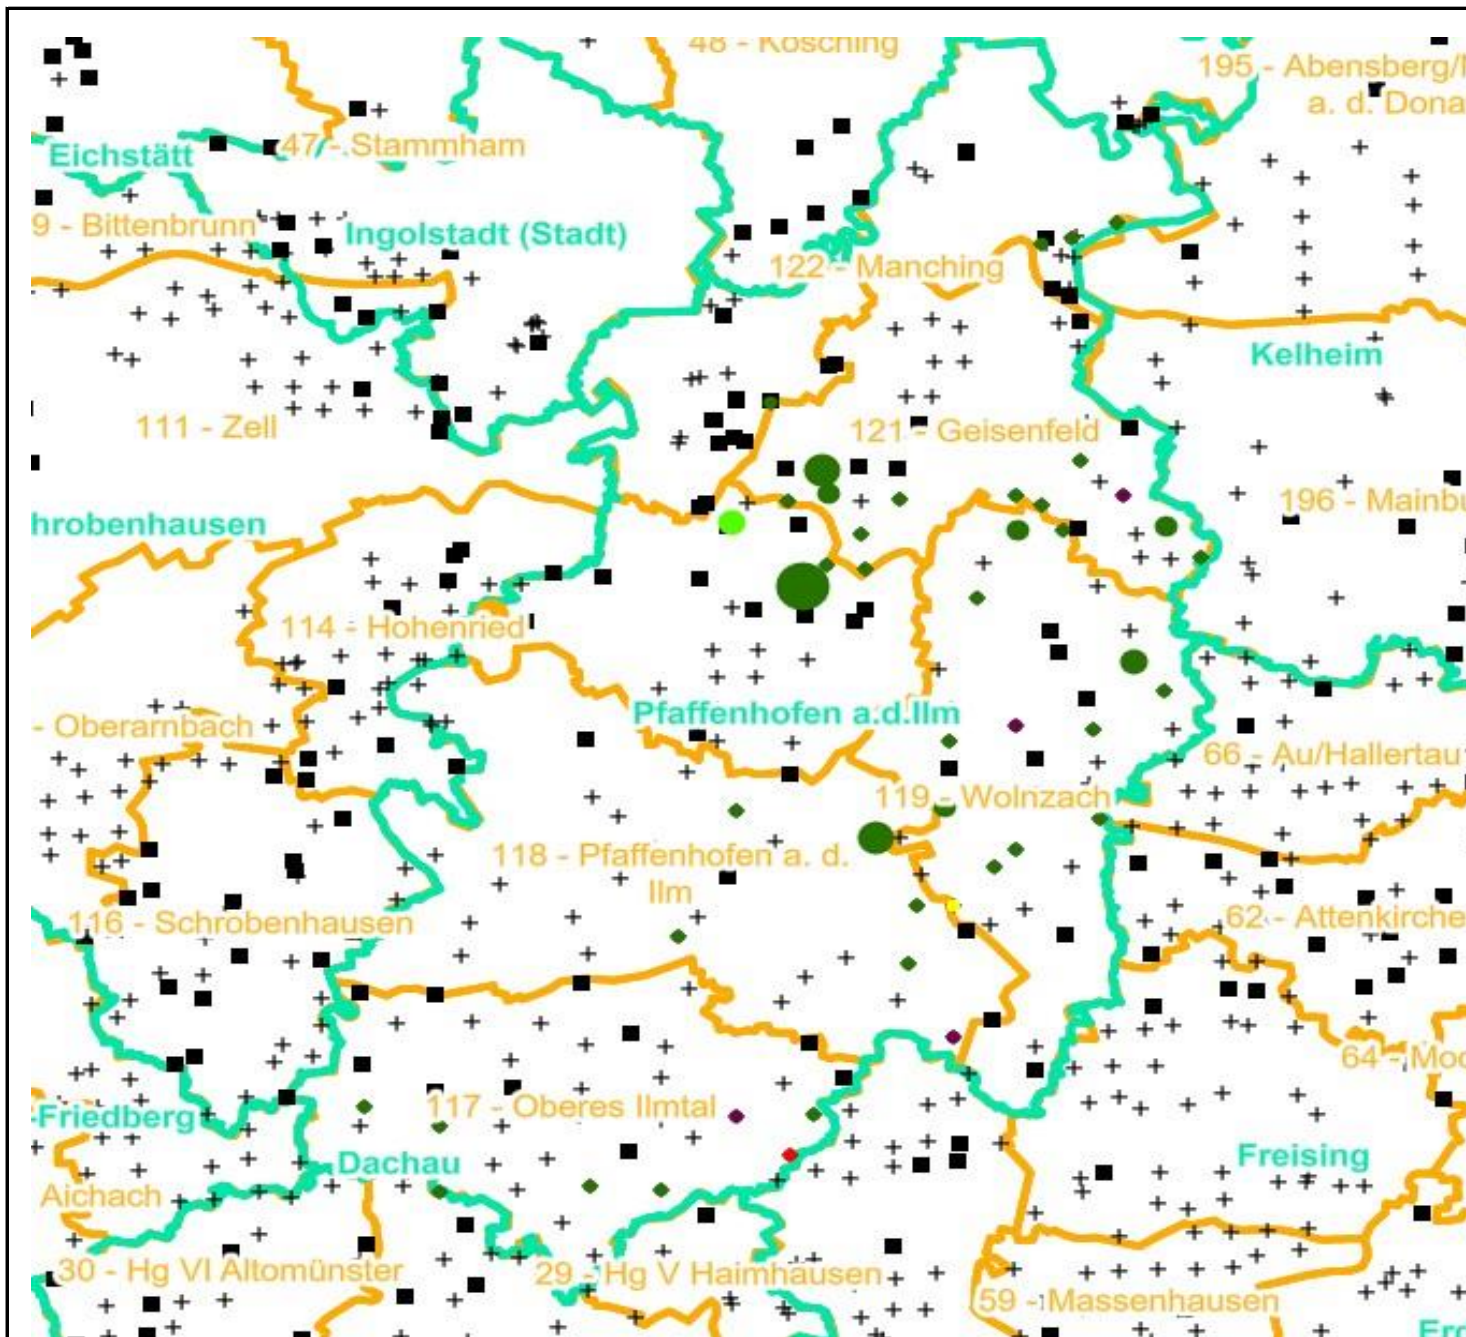 48 - Kösching
195 - Abensberg/
a. d. Dona
47 - Stammham
Eichstätt
9 - Bittenbrunn
Ingolstadt (Stadt)
122 - Manching
Kelheim
111 - Zell
121 - Geisenfeld
196 - Mainbu
hrobenhausen
114 - Hohenried
Pfaffenhofen a.d.Ilm
- Oberarnbach
66 - Au/Hallertau
119 - Wolnzach
118 - Pfaffenhofen a. d.
Ilm
116 - Schrobenhausen
62 - Attenkirche
64 - Moo
117 - Oberes Ilmtal
Friedberg
Dachau
Freising
Aichach
30 - Hg VI Altomünster
29 - Hg V Haimhausen
59 - Massenhausen
Erd